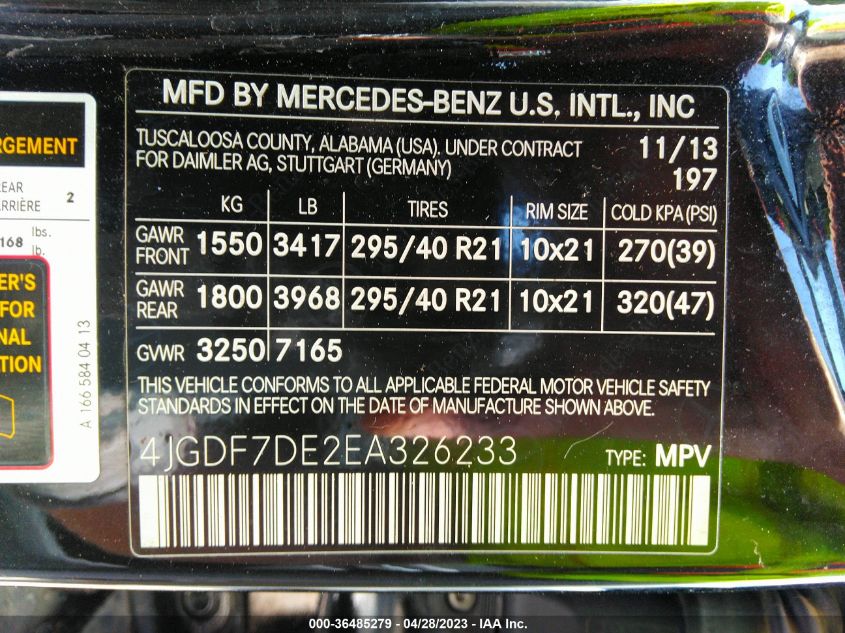 RGEMENT
REAR
ARRIÈRE 2
168 lbs.
lb.
ER'S
FOR
NAL
TION
A 166 584 04 13
MFD BY MERCEDES-BENZ U.S. INTL., INC
TUSCALOOSA COUNTY, ALABAMA (USA), UNDER CONTRACT
FOR DAIMLER AG, STUTTGART (GERMANY)
11/13
197
KG LB TIRES RIM SIZE COLD KPA (PSI)
GAWR
FRONT 1550 3417 295/40 R21 10x21 270(39)
GAWR
REAR 1800 3968 295/40 R21 10x21 320(47)
GVWR 3250 7165
THIS VEHICLE CONFORMS TO ALL APPLICABLE FEDERAL MOTOR VEHICLE SAFETY
STANDARDS IN EFFECT ON THE DATE OF MANUFACTURE SHOWN ABOVE.
4JGDF7DE2EA326233 TYPE: MPV
000-36485279 - 04/28/2023 - IAA Inc.